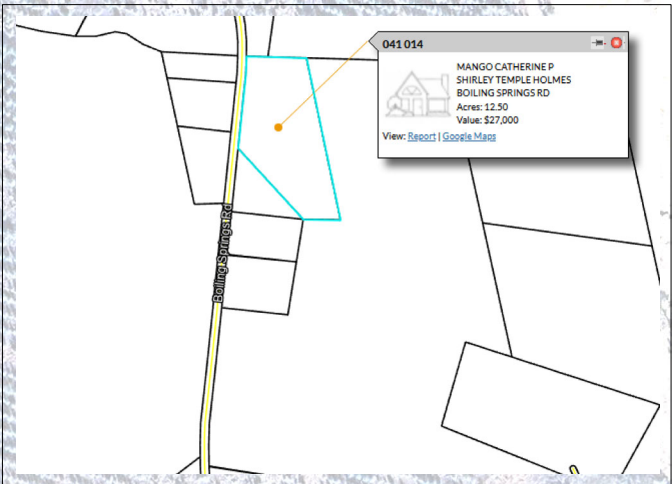 041 014
MANGO CATHERINE P
SHIRLEY TEMPLE HOLMES
BOILING SPRINGS RD
Acres: 12.50
Value: $27,000
View: Report | Google Maps
Boiling Springs Rd